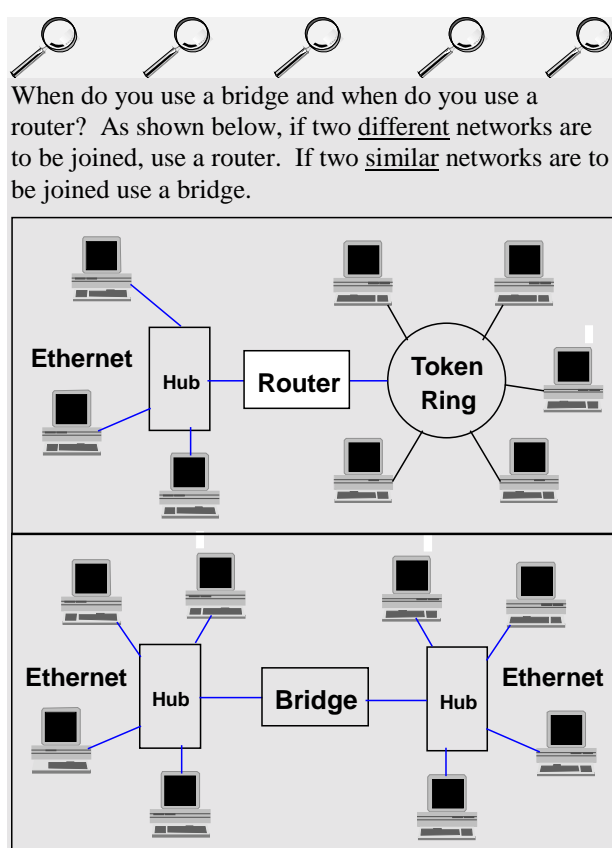 When do you use a bridge and when do you use a
router? As shown below, if two different networks are
to be joined, use a router. If two similar networks are to
be joined use a bridge.
Ethernet
Hub
Router
Token
Ring
Ethernet
Hub
Bridge
Hub
Ethernet